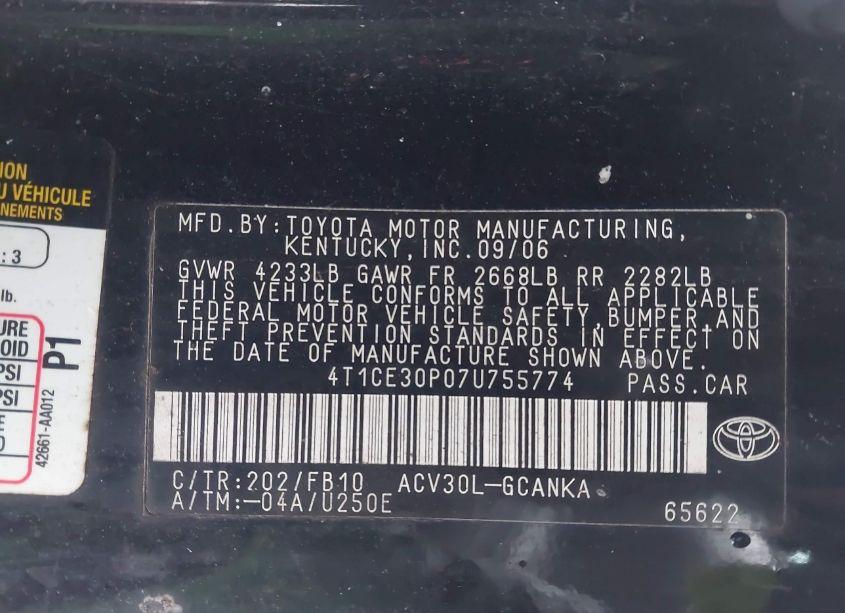 ION
U VÉHICULE
NEMENTS
: 3
lb.
URE
OID
PSI
PSI
E
P1
42661-AA012
MFD.BY:TOYOTA MOTOR MANUFACTURING,
KENTUCKY,INC.09/06
GVWR 4233LB GAWR FR 2668LB RR 2282LB
THIS VEHICLE CONFORMS TO ALL APPLICABLE
FEDERAL MOTOR VEHICLE SAFETY,BUMPER,AND
THEFT PREVENTION STANDARDS IN EFFECT ON
THE DATE OF MANUFACTURE SHOWN ABOVE.
4T1CE30P07U755774 PASS.CAR
C/TR:202/FB10 ACV30L-GCANKA
A/TM:-04A/U250E
65622